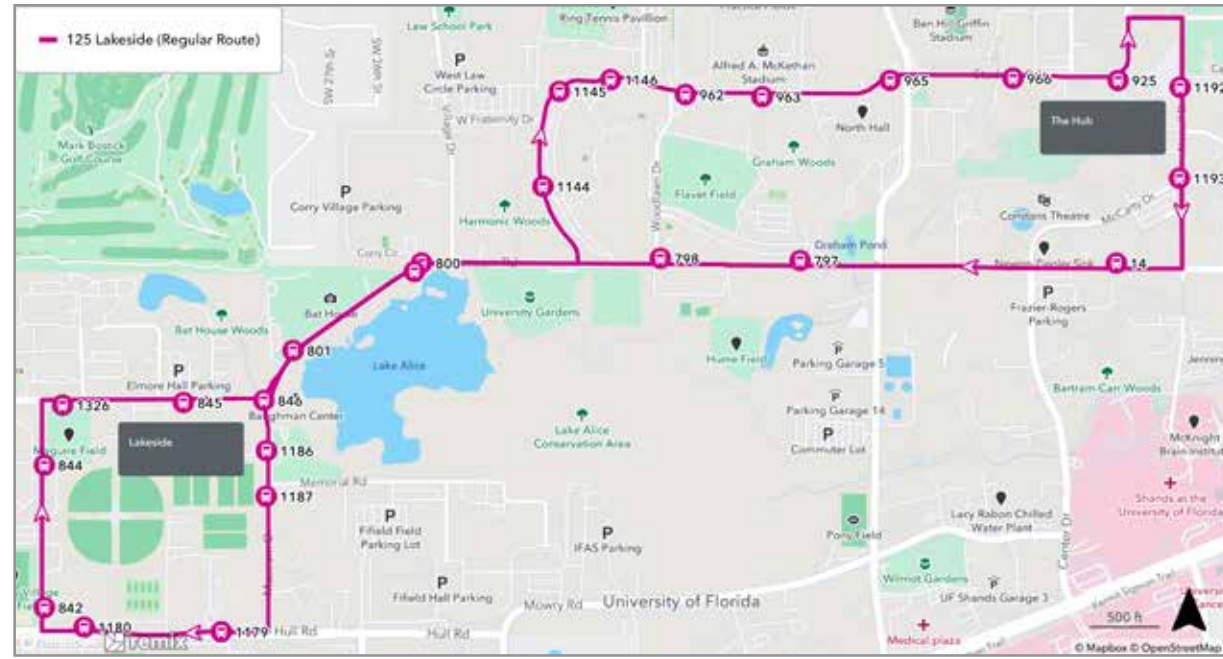 125 Lakeside (Regular Route)
Law School Park
Ring Tennis Pavilion
Ben Hill Griffin
Stadium
SW 27th St
SW 26th St
P
West Law
Circle Parking
Alfred A. McKethan
Stadium
1146
1145
962
963
965
966
925
1192
W Fraternity Dr
Village Dr
North Hall
The Hub
Mark Bostick
Golf Course
Graham Woods
Woodlawn Dr
Flavet Field
P
Corry Village Parking
1144
1193
Harmonic Woods
Constans Theatre
McCarty Dr
Graham Pond
800
798
797
14
P
Frazier Rogers
Parking
Bat House
University Gardens
Bat House Woods
801
Lake Alice
Hume Field
Parking Garage 5
P
Elmore Hall Parking
Bartram Carr Woods
1326
845
846
Baughman Center
Parking Garage 14
P
Commuter Lot
Lakeside
Lake Alice
Conservation Area
Maguire Field
1186
McKnight
Brain Institut
844
Memorial Rd
1187
Shands at the
University of Florida
P
Fifield Field
Parking Lot
P
IFAS Parking
Lacy Rabon Chilled
Water Plant
Pony Field
Center Dr
P
Fifield Hall Parking
Wilmot Gardens
UF Shands Garage 3
842
Mowry Rd
University of Florida
1180
1179
Hull Rd
Hull Rd
remix
500 ft
Medical plaza
© Mapbox © OpenStreetMap